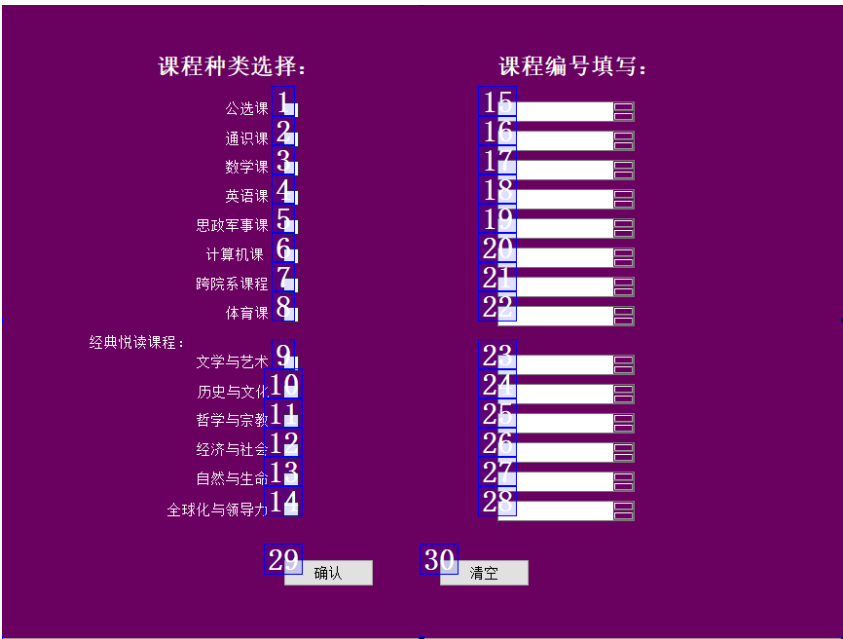 课程种类选择： 课程编号填写：
公选课 1 15
通识课 2 16
数学课 3 17
英语课 4 18
思政军事课 5 19
计算机课 6 20
跨院系课程 7 21
体育课 8 22
经典悦读课程：
文学与艺术 9 23
历史与文化 10 24
哲学与宗教 11 25
经济与社会 12 26
自然与生命 13 27
全球化与领导力 14 28
29 确认 30 清空